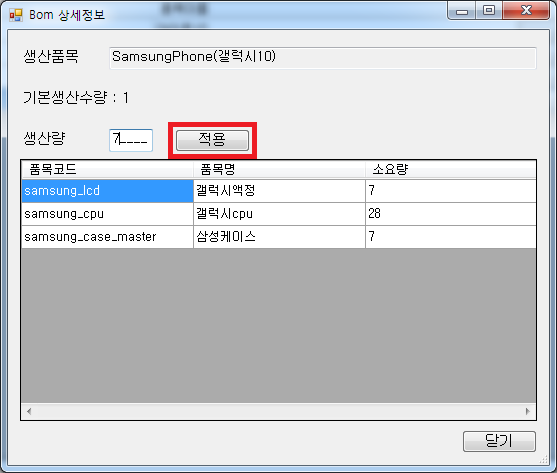 Bom 상세정보
생산품목 SamsungPhone(갤럭시10)
기본생산수량 : 1
생산량 7____ 적용
품목코드 품목명 소요량
samsung_lcd 갤럭시액정 7
samsung_cpu 갤럭시cpu 28
samsung_case_master 삼성케이스 7
닫기